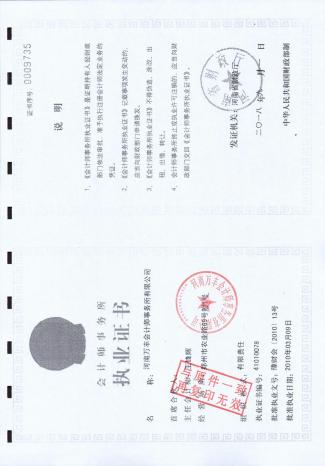 会计师事务所
执业证书
名 称：河南万丰会计师事务所有限公司
首席合
主任会
经营 郑州市农业路
组织形式：有限责任
执业证书编号：41010078
批准执业文号：豫财会〔2010〕13号
批准执业日期：2010年03月09日
与原件一致
复印无效
证书序号：0009735
说 明
1、《会计师事务所执业证书》是证明持有人经财政
部门依法审批，准予执行注册会计师法定业务的
凭证。
2、《会计师事务所执业证书》记载事项发生变动的，
应当向财政部门申请换发。
3、《会计师事务所执业证书》不得伪造、涂改、出
租、出借、转让。
4、会计师事务所终止或执业许可注销的，应当向财
政部门交回《会计师事务所执业证书》。
发证机关：河南省财政厅
二〇一八年 月 日
中华人民共和国财政部制